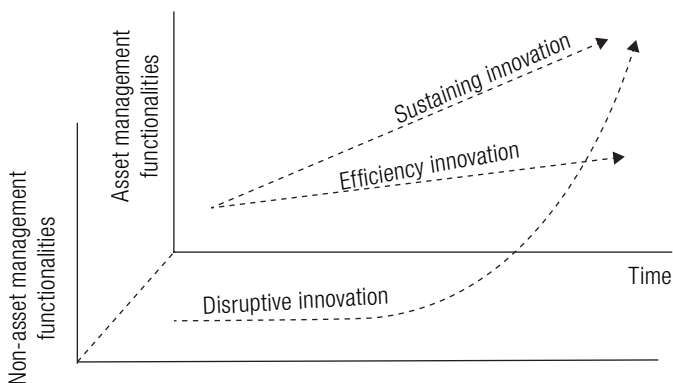 Asset management
functionalities
Sustaining innovation
Efficiency innovation
Non-asset management
functionalities
Time
Disruptive innovation